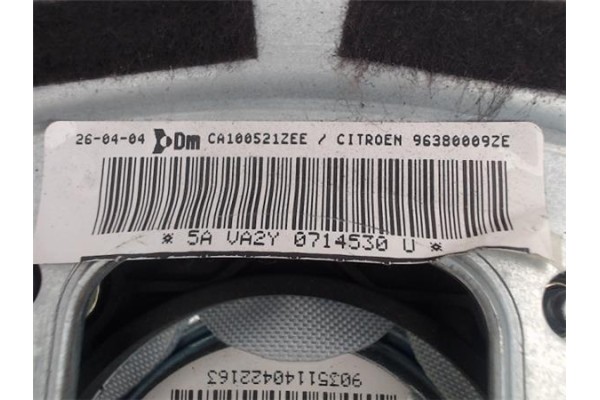 26-04-04 Dm CA100521ZEE / CITROEN 96380009ZE
* 5A VA2Y 0714530 U *
90351140422163